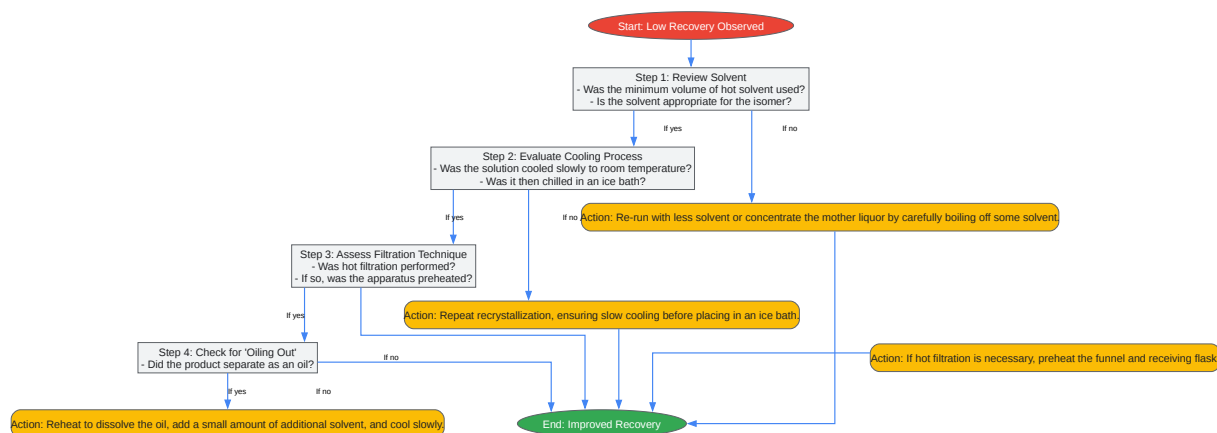 Start: Low Recovery Observed
Step 1: Review Solvent
- Was the minimum volume of hot solvent used?
- Is the solvent appropriate for the isomer?
If yes
If no
Step 2: Evaluate Cooling Process
- Was the solution cooled slowly to room temperature?
- Was it then chilled in an ice bath?
If yes
If no
Action: Re-run with less solvent or concentrate the mother liquor by carefully boiling off some solvent.
Step 3: Assess Filtration Technique
- Was hot filtration performed?
- If so, was the apparatus preheated?
If yes
Action: Repeat recrystallization, ensuring slow cooling before placing in an ice bath.
Step 4: Check for 'Oiling Out'
- Did the product separate as an oil?
If no
Action: If hot filtration is necessary, preheat the funnel and receiving flask
If yes
If no
Action: Reheat to dissolve the oil, add a small amount of additional solvent, and cool slowly.
End: Improved Recovery